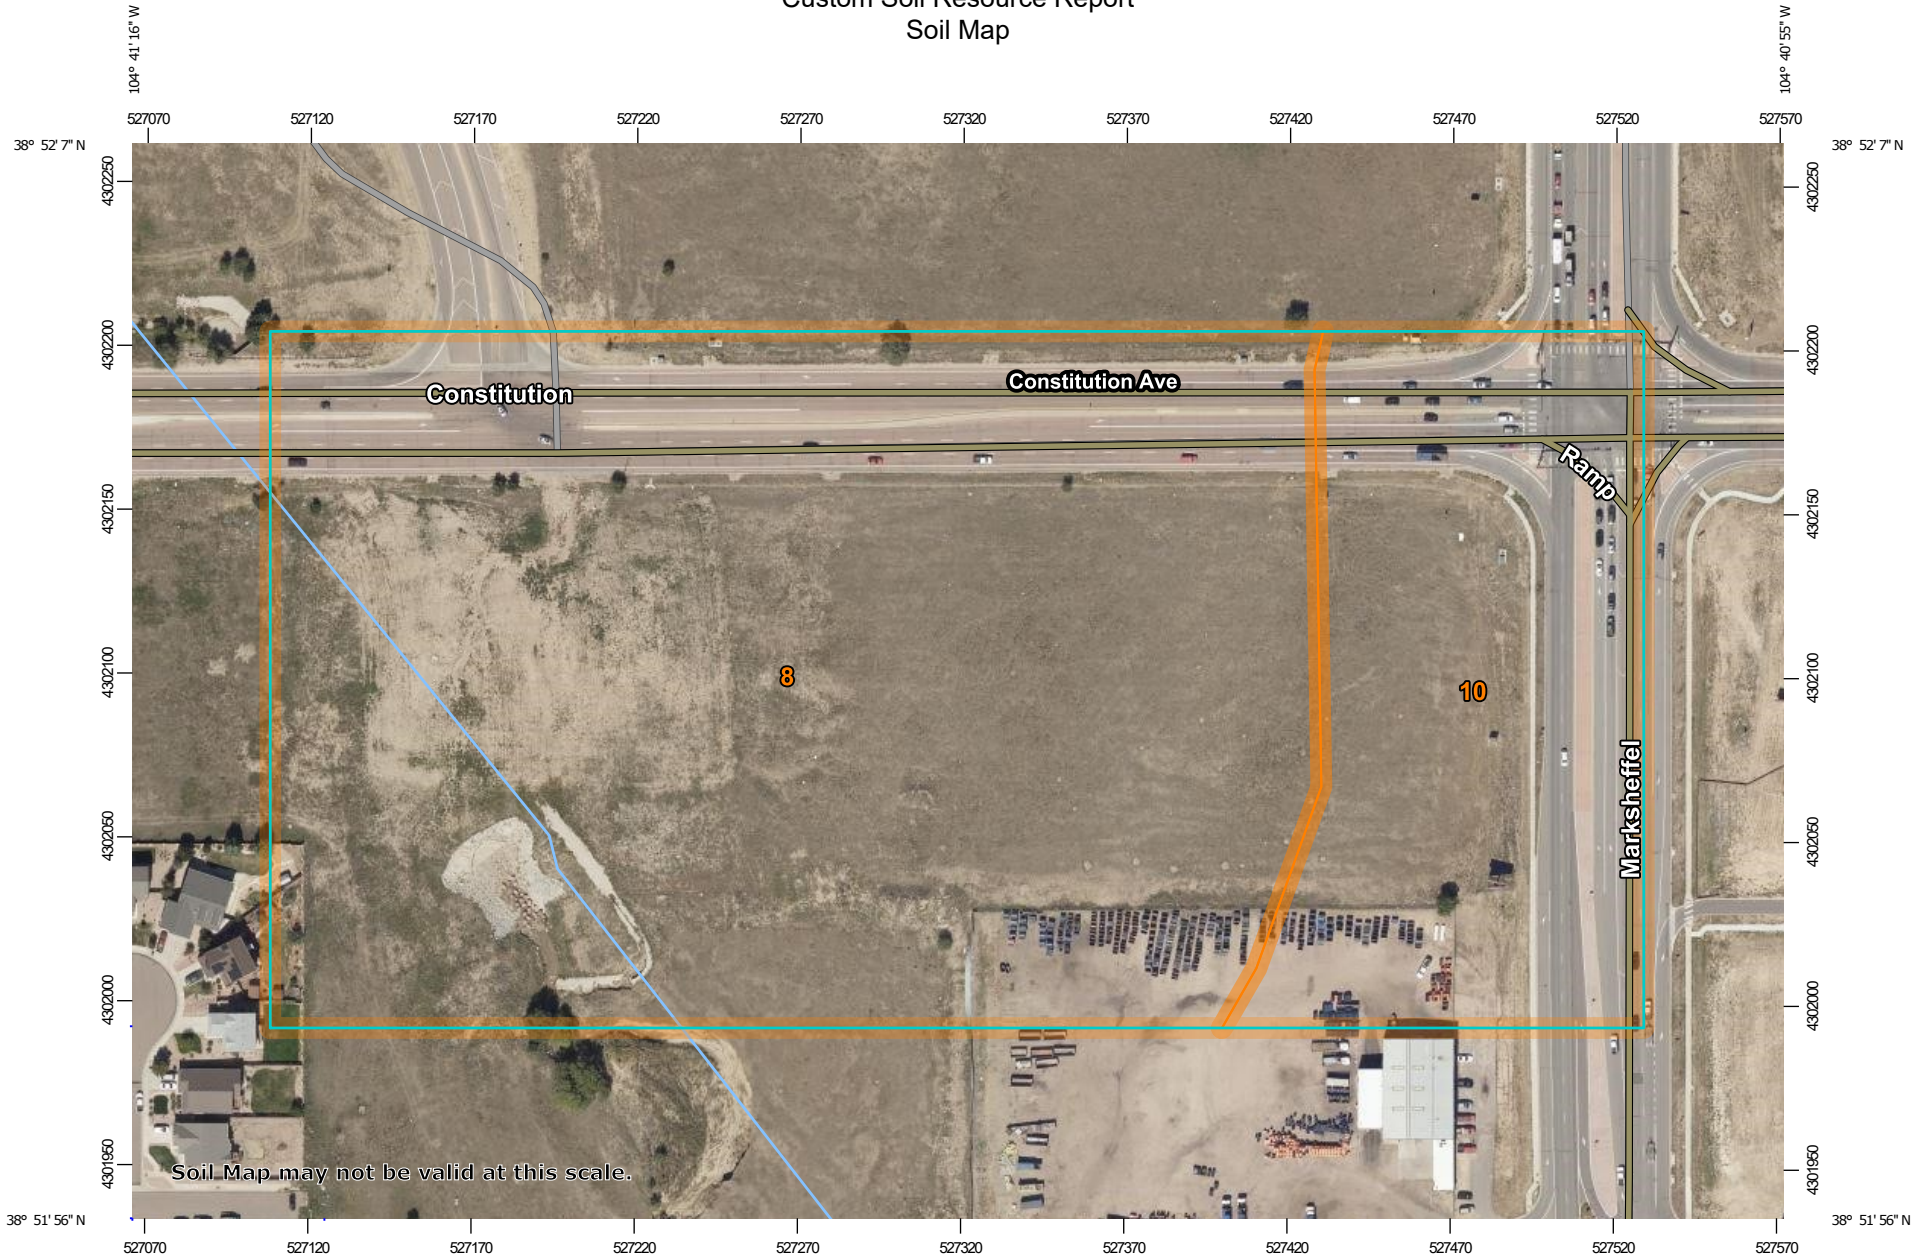 Custom Soil Resource Report
Soil Map
104° 41' 16" W
104° 40' 55" W
527070 527120 527170 527220 527270 527320 527370 527420 527470 527520 527570
38° 52' 7" N
38° 52' 7" N
4302250
4302250
4302200
4302200
Constitution
Constitution Ave
Ramp
4302150
4302150
4302100
4302100
8
10
Marksheffel
4302050
4302050
4302000
4302000
4301950
4301950
Soil Map may not be valid at this scale.
38° 51' 56" N
38° 51' 56" N
527070 527120 527170 527220 527270 527320 527370 527420 527470 527520 527570